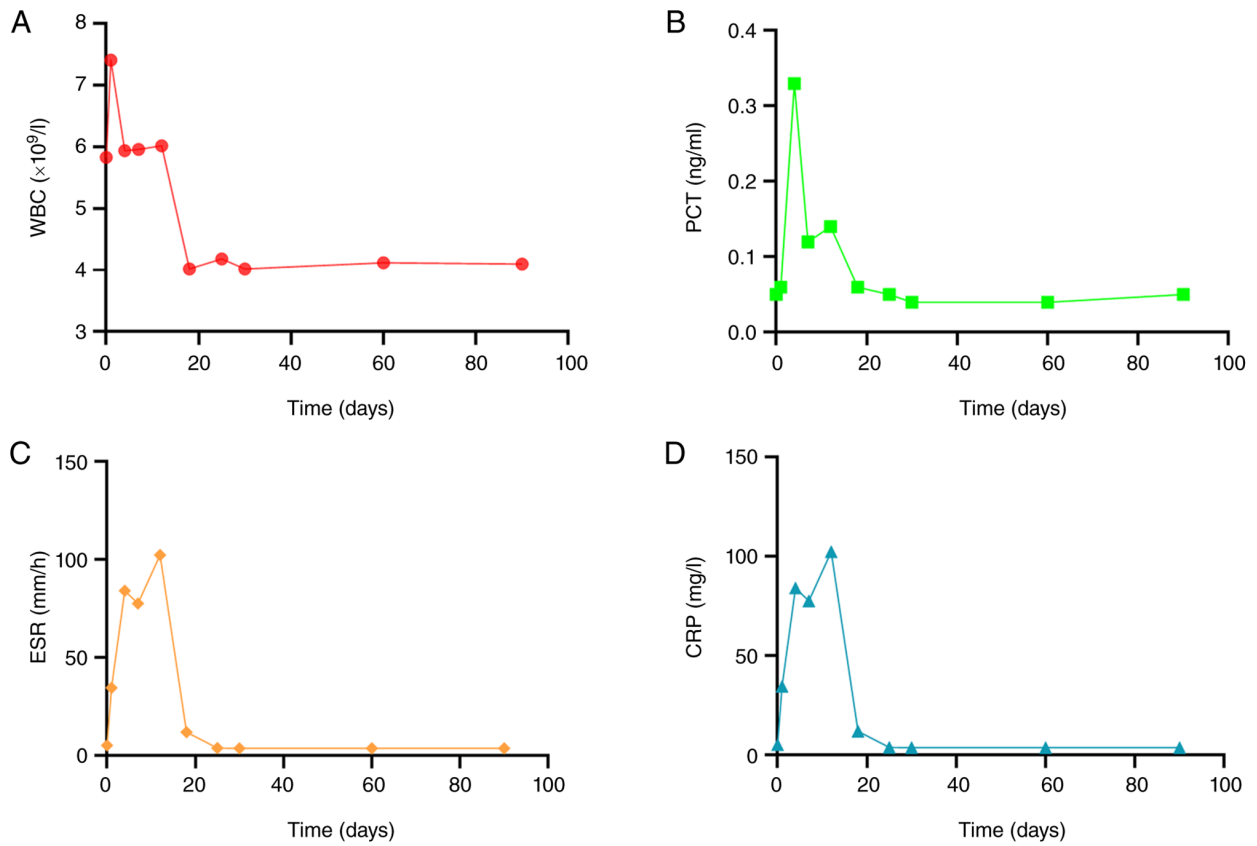 A
WBC (×10⁹/l)
8
7
6
5
4
3
0 20 40 60 80 100
Time (days)
B
PCT (ng/ml)
0.4
0.3
0.2
0.1
0.0
0 20 40 60 80 100
Time (days)
C
ESR (mm/h)
150
100
50
0
0 20 40 60 80 100
Time (days)
D
CRP (mg/l)
150
100
50
0
0 20 40 60 80 100
Time (days)